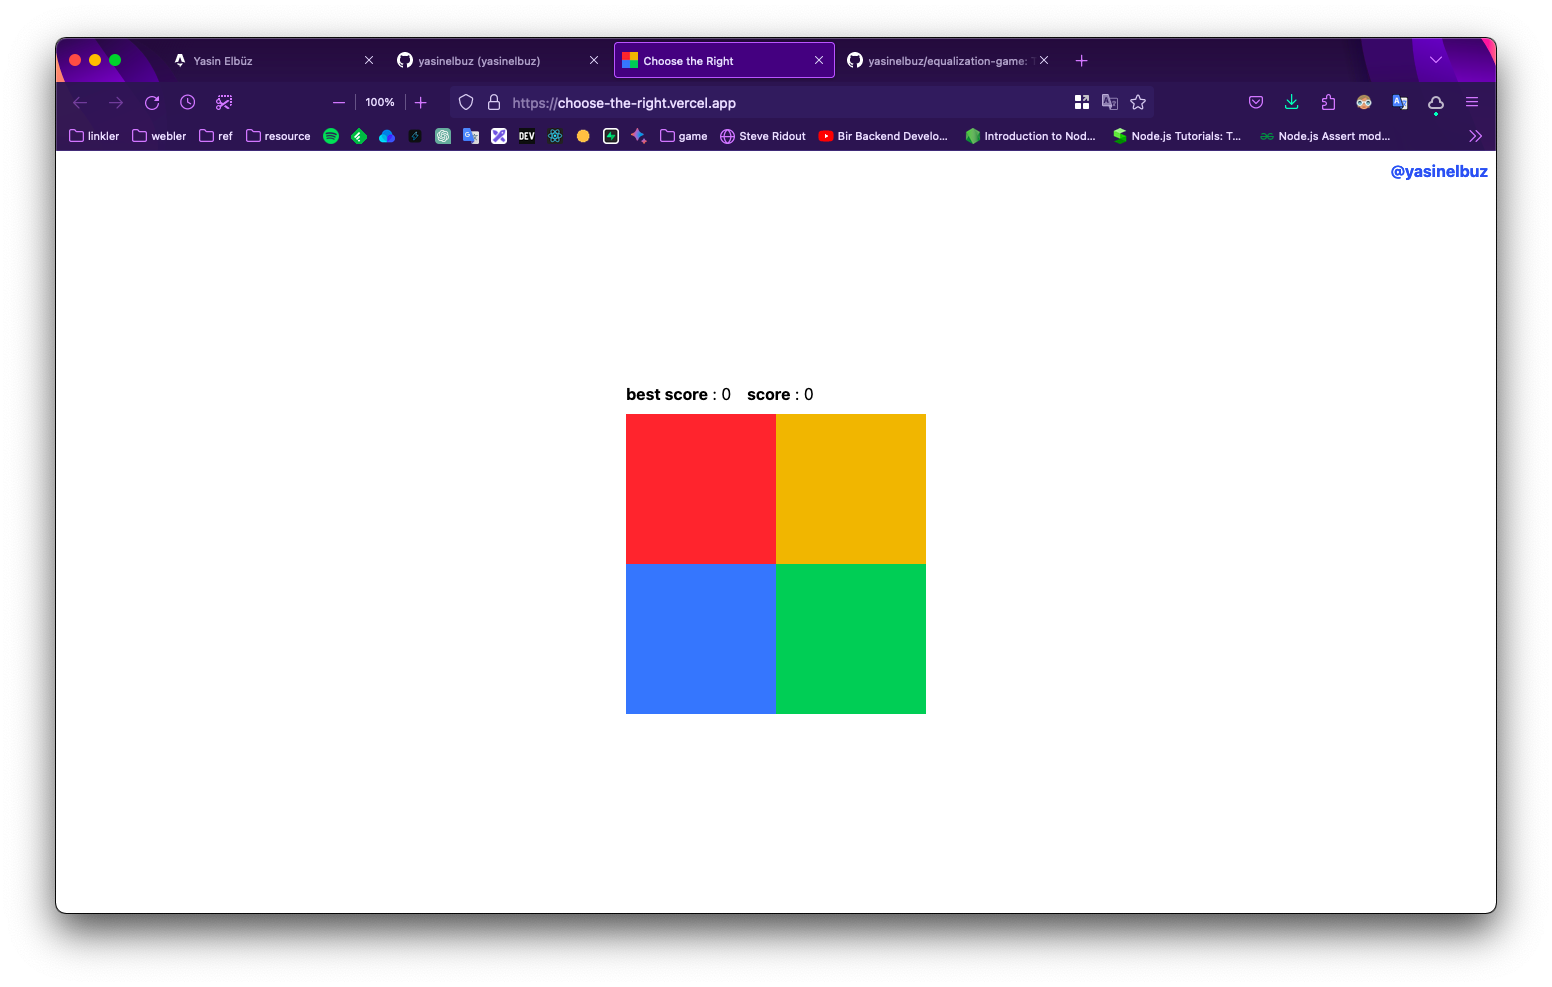 Yasin Elbüz
yasinelbuz (yasinelbuz)
Choose the Right
yasinelbuz/equalization-game:
100%
https://choose-the-right.vercel.app
linkler
webler
ref
resource
DEV
game
Steve Ridout
Bir Backend Develo...
Introduction to Nod...
Node.js Tutorials: T...
Node.js Assert mod...
@yasinelbuz
best score : 0 score : 0